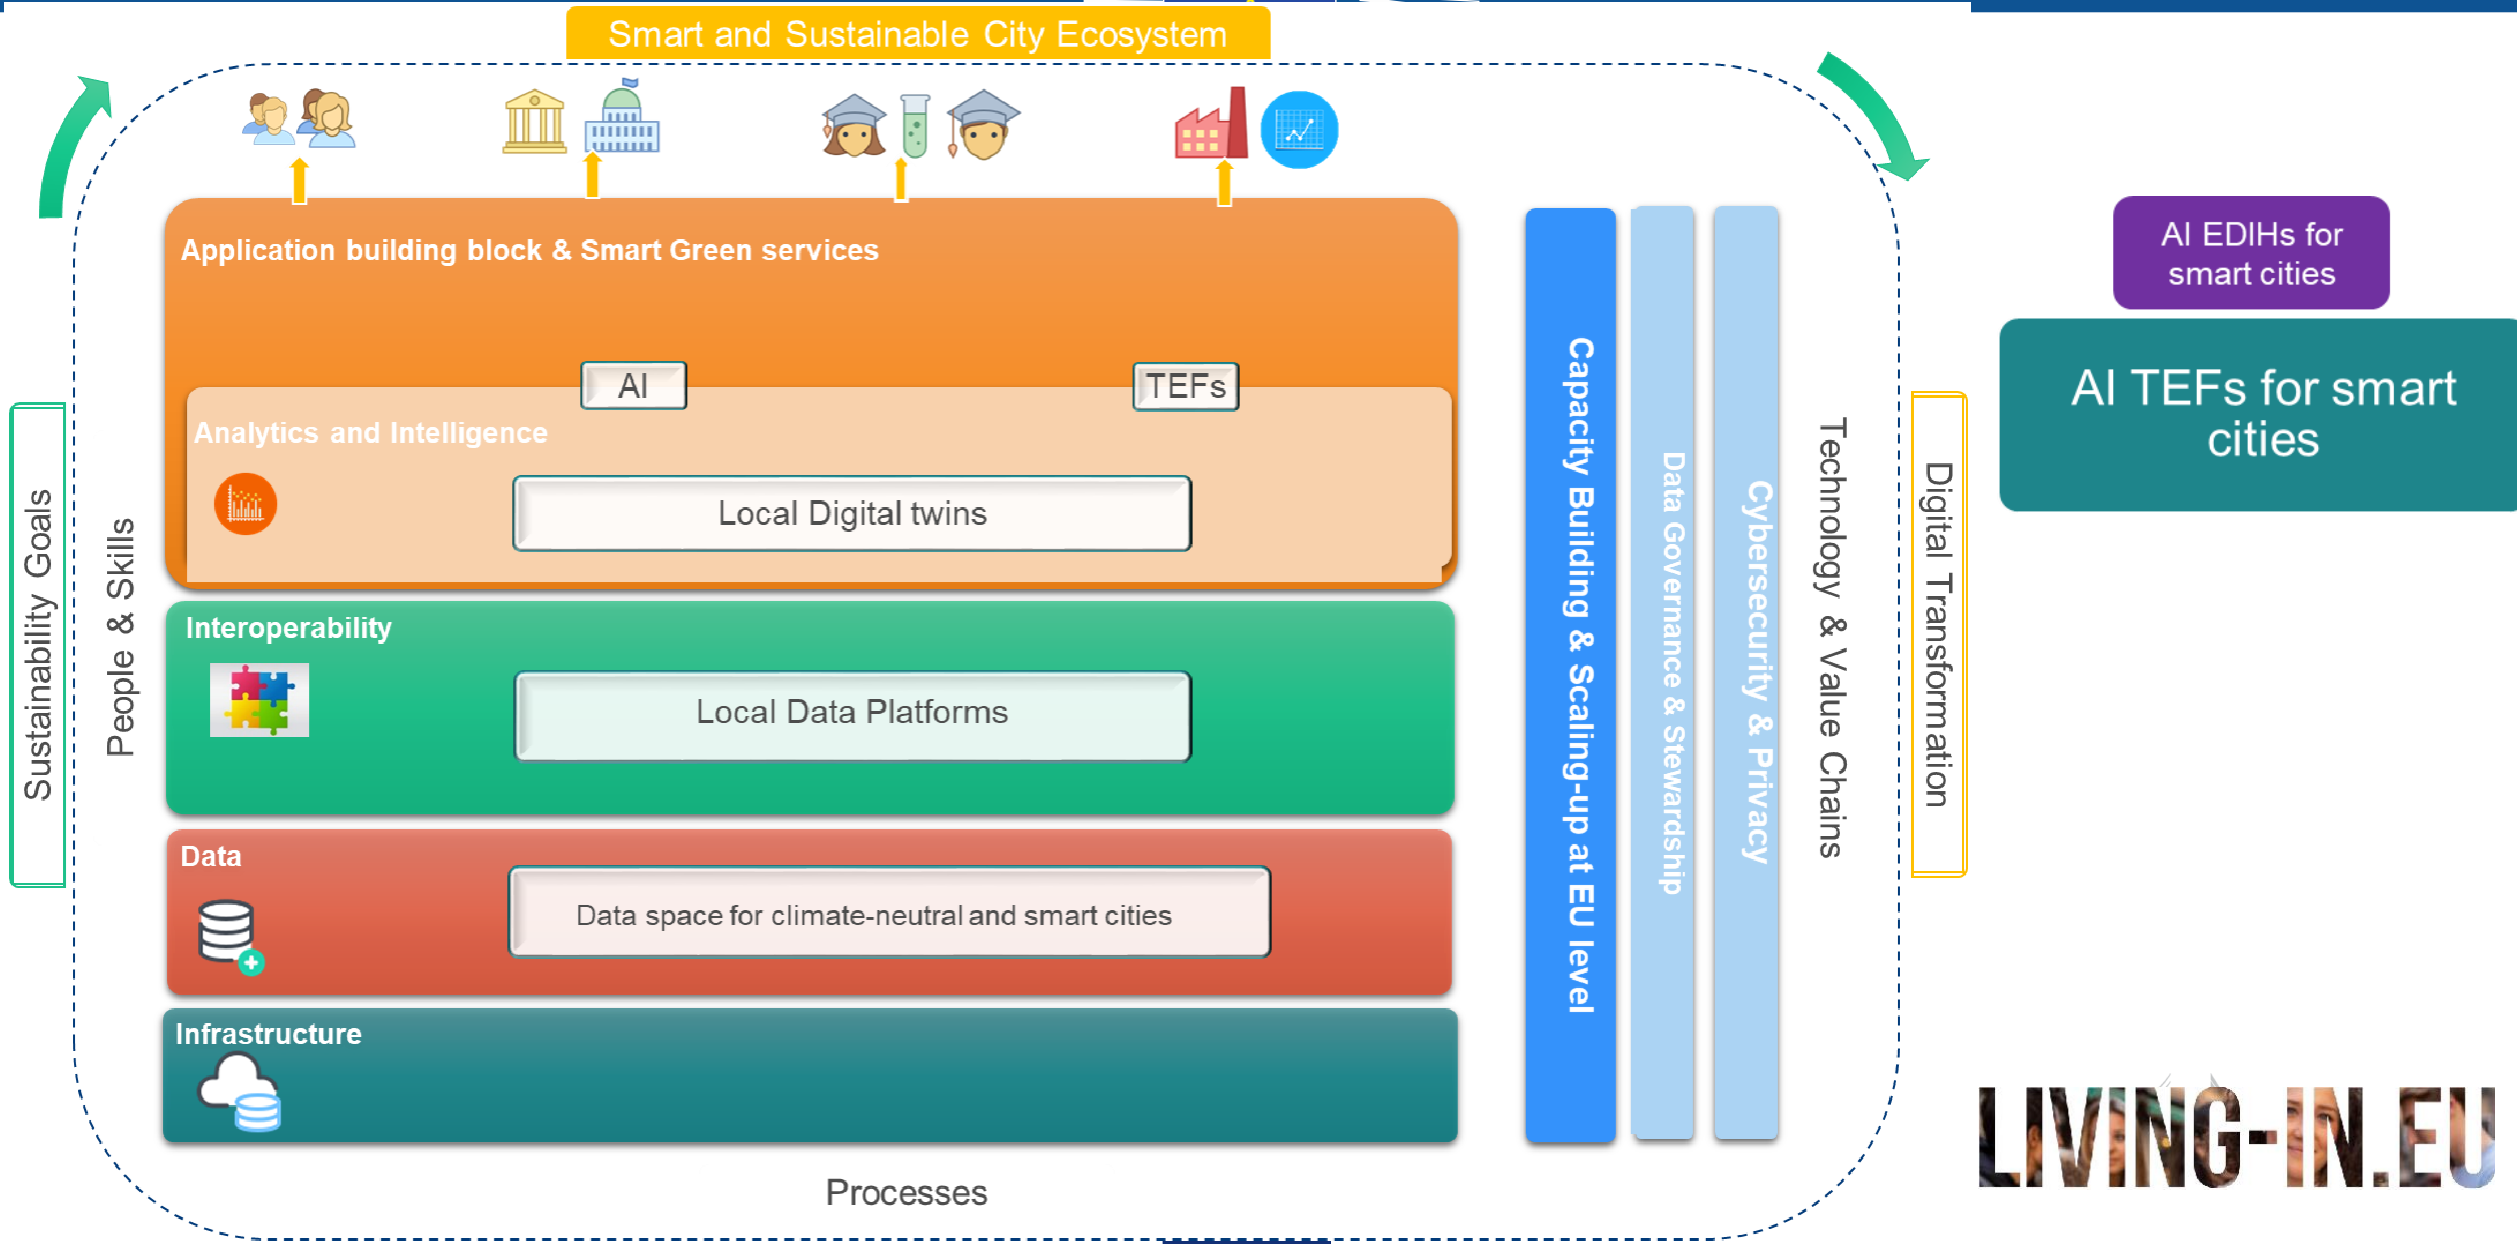 Smart and Sustainable City Ecosystem
Application building block & Smart Green services
AI
TEFs
Analytics and Intelligence
Local Digital twins
Interoperability
Local Data Platforms
Data
Data space for climate-neutral and smart cities
Infrastructure
Processes
Sustainability Goals
People & Skills
Capacity Building & Scaling-up at EU level
Data Governance & Stewardship
Cybersecurity & Privacy
Technology & Value Chains
Digital Transformation
AI EDIHs for
smart cities
AI TEFs for smart
cities
LIVING-IN.EU